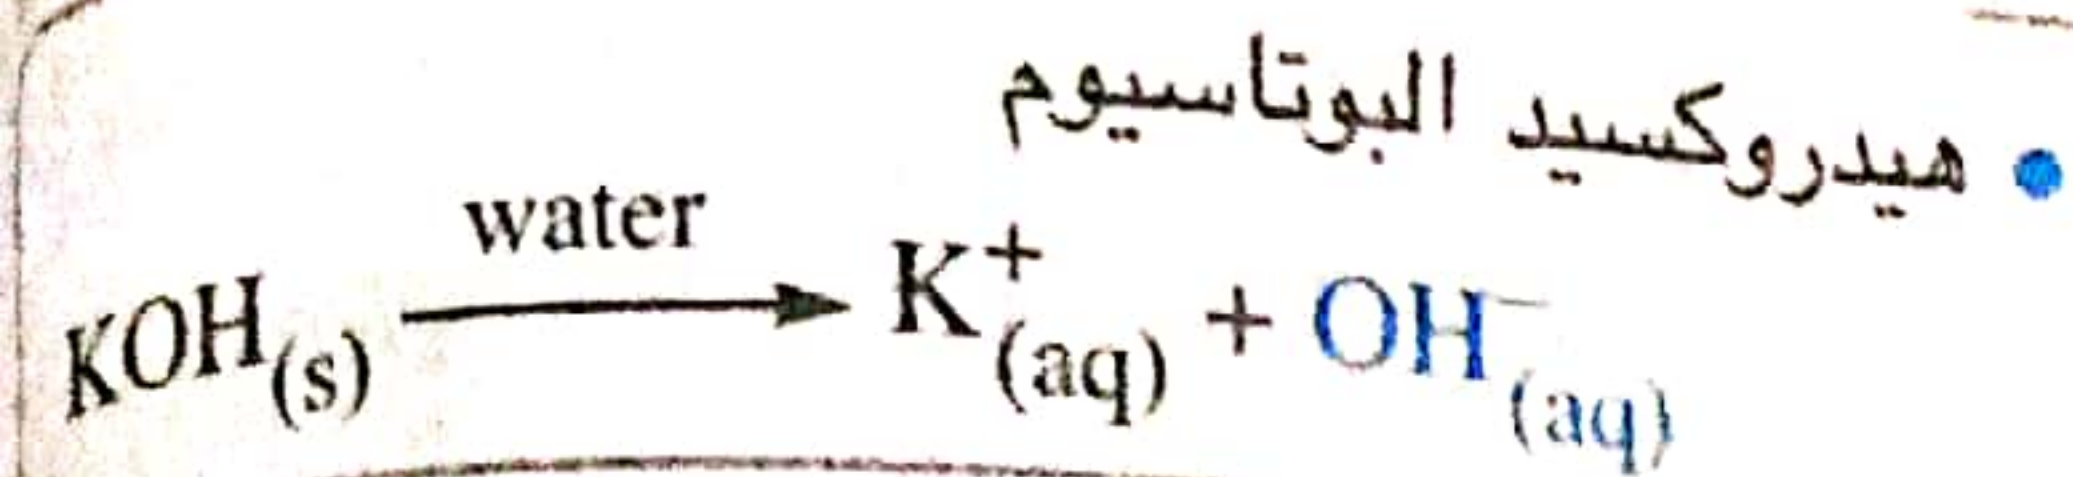 • هيدروكسيد البوتاسيوم
water
KOH(s) ⟶ K⁺(aq) + OH⁻(aq)